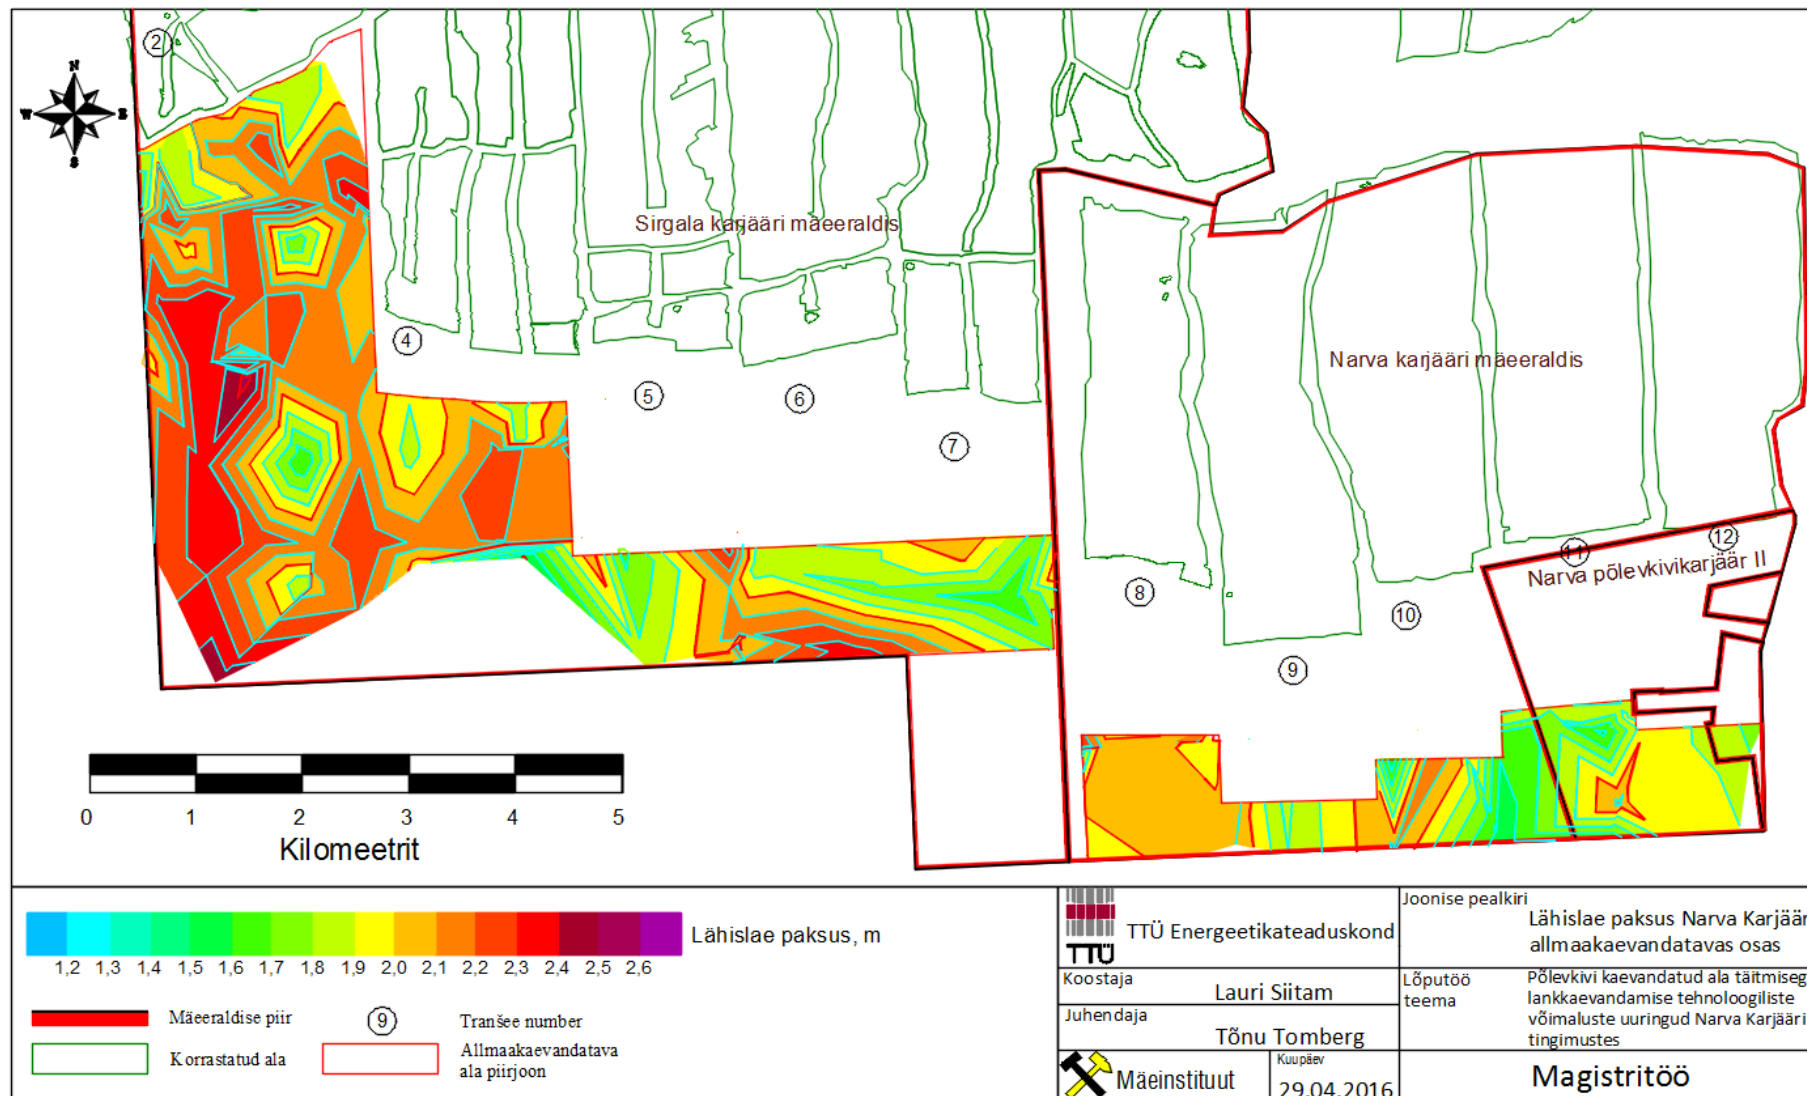 2
N
W
E
S
Sirgala karjääri mäeeraldis
4
5
6
7
Narva karjääri mäeeraldis
8
9
10
11
12
Narva põlevkivikarjäär II
0 1 2 3 4 5
Kilomeetrit
Lähislae paksus, m
1,2 1,3 1,4 1,5 1,6 1,7 1,8 1,9 2,0 2,1 2,2 2,3 2,4 2,5 2,6
Mäeeraldise piir
9
Tranšee number
Korrastatud ala
Allmaakaevandatava
ala piirjoon
TTÜ
TTÜ Energeetikateaduskond
Joonise pealkiri
Lähislae paksus Narva Karjäär
allmaakaevandatavas osas
Koostaja
Lauri Siitam
Juhendaja
Tõnu Tomberg
Lõputöö
teema
Põlevkivi kaevandatud ala täitmiseg
lankkaevandamise tehnoloogiliste
võimaluste uuringud Narva Karjääri
tingimustes
Mäeinstituut
Kuupäev
29.04.2016
Magistritöö